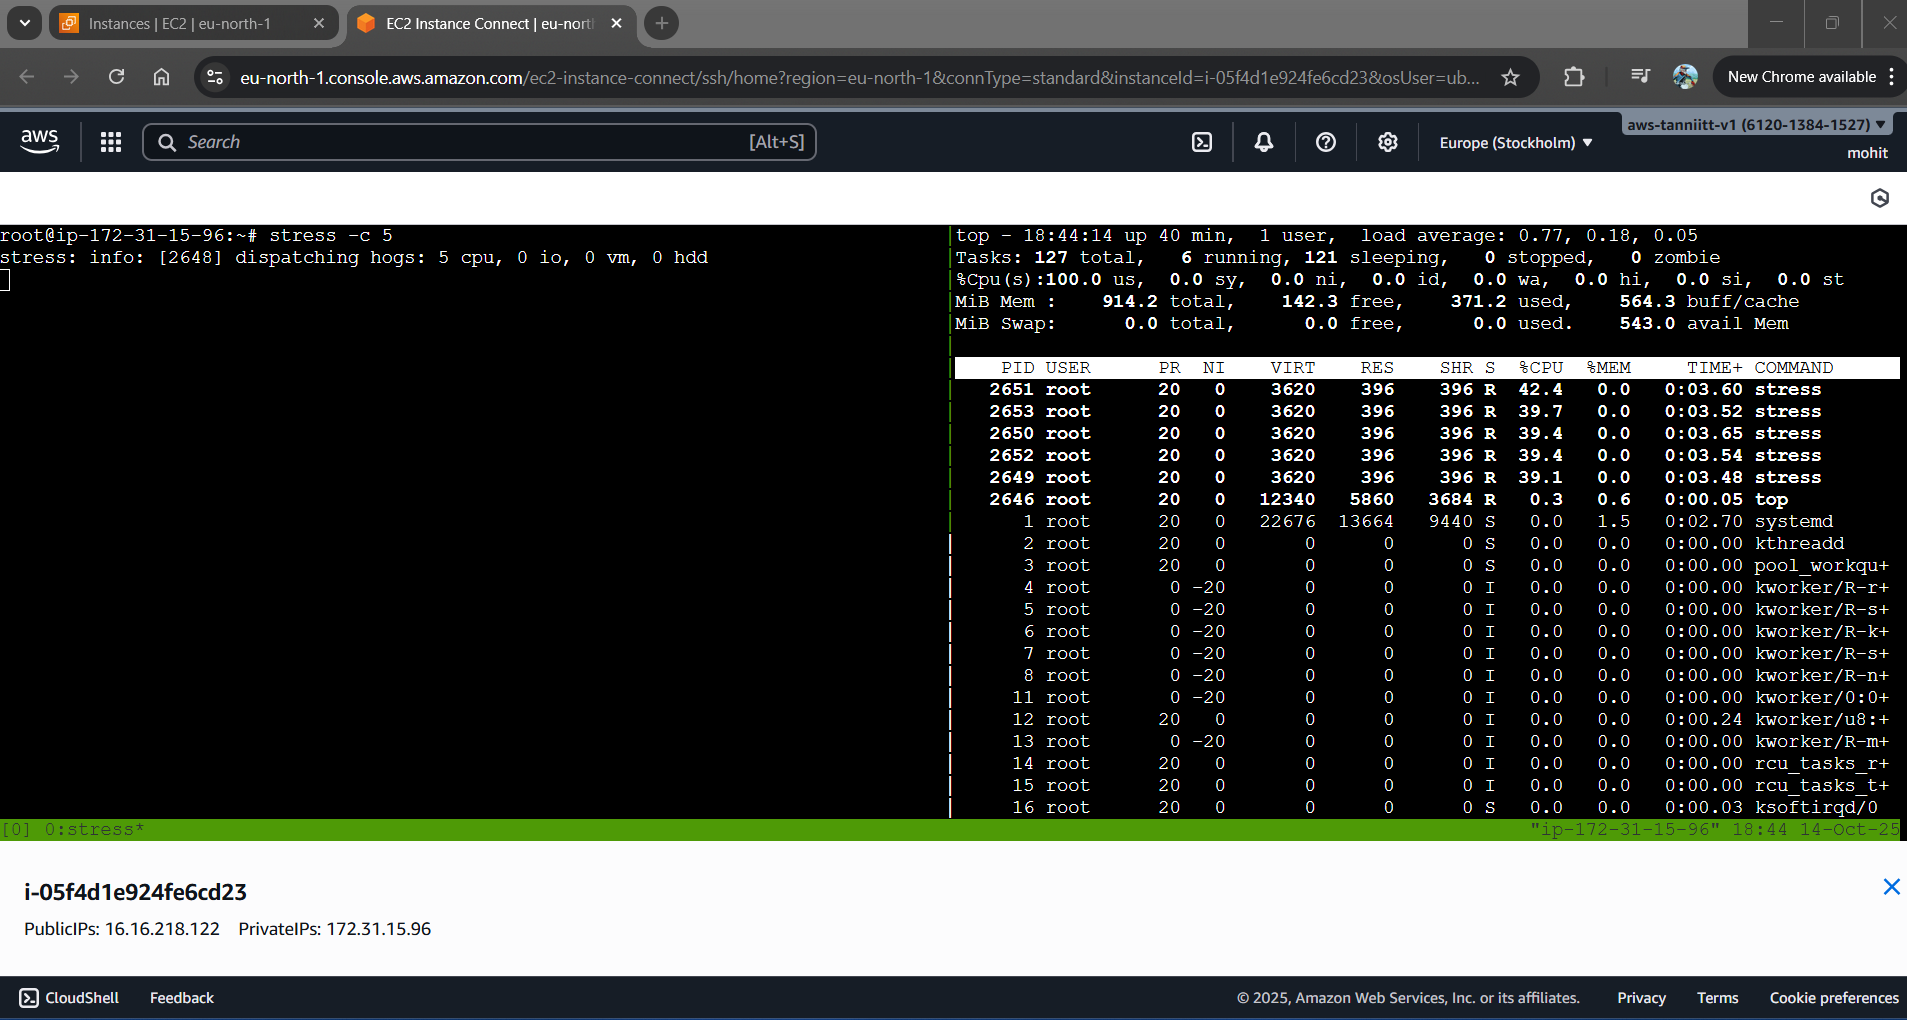 Instances | EC2 | eu-north-1
EC2 Instance Connect | eu-nort
eu-north-1.console.aws.amazon.com/ec2-instance-connect/ssh/home?region=eu-north-1&connType=standard&instanceId=i-05f4d1e924fe6cd23&osUser=ub...
New Chrome available
aws
Search
[Alt+S]
Europe (Stockholm)
aws-tanniitt-v1 (6120-1384-1527)
mohit
root@ip-172-31-15-96:~# stress -c 5
stress: info: [2648] dispatching hogs: 5 cpu, 0 io, 0 vm, 0 hdd
top - 18:44:14 up 40 min,  1 user,  load average: 0.77, 0.18, 0.05
Tasks: 127 total,   6 running, 121 sleeping,   0 stopped,   0 zombie
%Cpu(s):100.0 us,  0.0 sy,  0.0 ni,  0.0 id,  0.0 wa,  0.0 hi,  0.0 si,  0.0 st
MiB Mem :    914.2 total,    142.3 free,    371.2 used,    564.3 buff/cache
MiB Swap:      0.0 total,      0.0 free,      0.0 used.    543.0 avail Mem
PID USER      PR  NI    VIRT    RES    SHR S  %CPU  %MEM     TIME+ COMMAND
2651 root      20   0    3620    396    396 R  42.4   0.0   0:03.60 stress
2653 root      20   0    3620    396    396 R  39.7   0.0   0:03.52 stress
2650 root      20   0    3620    396    396 R  39.4   0.0   0:03.65 stress
2652 root      20   0    3620    396    396 R  39.4   0.0   0:03.54 stress
2649 root      20   0    3620    396    396 R  39.1   0.0   0:03.48 stress
2646 root      20   0   12340   5860   3684 R   0.3   0.6   0:00.05 top
1 root      20   0   22676  13664   9440 S   0.0   1.5   0:02.70 systemd
2 root      20   0       0      0      0 S   0.0   0.0   0:00.00 kthreadd
3 root      20   0       0      0      0 S   0.0   0.0   0:00.00 pool_workqu+
4 root       0 -20       0      0      0 I   0.0   0.0   0:00.00 kworker/R-r+
5 root       0 -20       0      0      0 I   0.0   0.0   0:00.00 kworker/R-s+
6 root       0 -20       0      0      0 I   0.0   0.0   0:00.00 kworker/R-k+
7 root       0 -20       0      0      0 I   0.0   0.0   0:00.00 kworker/R-s+
8 root       0 -20       0      0      0 I   0.0   0.0   0:00.00 kworker/R-n+
11 root       0 -20       0      0      0 I   0.0   0.0   0:00.00 kworker/0:0+
12 root      20   0       0      0      0 I   0.0   0.0   0:00.24 kworker/u8:+
13 root       0 -20       0      0      0 I   0.0   0.0   0:00.00 kworker/R-m+
14 root      20   0       0      0      0 I   0.0   0.0   0:00.00 rcu_tasks_r+
15 root      20   0       0      0      0 I   0.0   0.0   0:00.00 rcu_tasks_t+
16 root      20   0       0      0      0 S   0.0   0.0   0:00.03 ksoftirqd/0
[0] 0:stress*
"ip-172-31-15-96" 18:44 14-Oct-25
i-05f4d1e924fe6cd23
PublicIPs: 16.16.218.122 PrivateIPs: 172.31.15.96
CloudShell
Feedback
© 2025, Amazon Web Services, Inc. or its affiliates.
Privacy
Terms
Cookie preferences